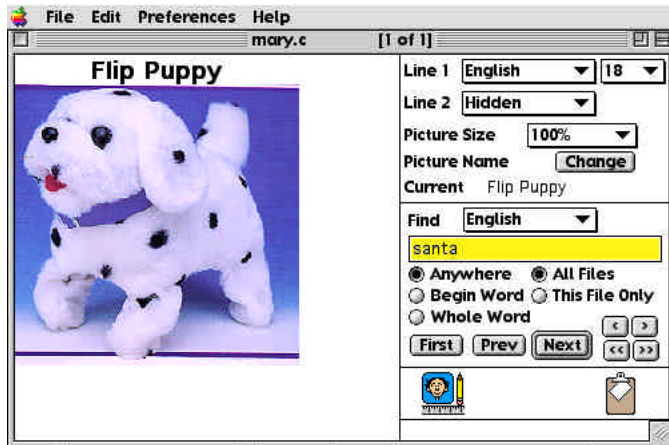 File Edit Preferences Help
mary.c [1 of 1]
Flip Puppy
Line 1 English 18
Line 2 Hidden
Picture Size 100%
Picture Name Change
Current Flip Puppy
Find English
santa
Anywhere All Files
Begin Word This File Only
Whole Word
< >
First Prev Next << >>